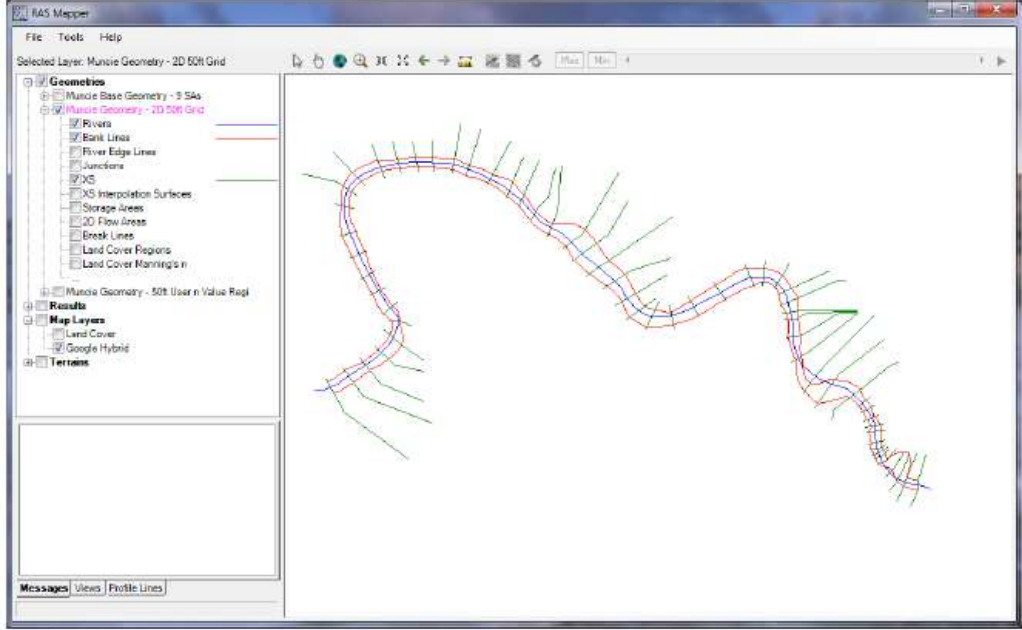 RAS Mapper
File Tools Help
Selected Layer: Muncie Geometry - 2D 50ft Grid
Max Min
Geometries
Muncie Base Geometry - 9 SAs
Muncie Geometry - 2D 50ft Grid
Rivers
Bank Lines
River Edge Lines
Junctions
XS
XS Interpolation Surfaces
Storage Areas
2D Flow Areas
Break Lines
Land Cover Regions
Land Cover Manning's n
...
Muncie Geometry - 50ft User n Value Regi
Results
Map Layers
Land Cover
Google Hybrid
Terrains
Messages Views Profile Lines